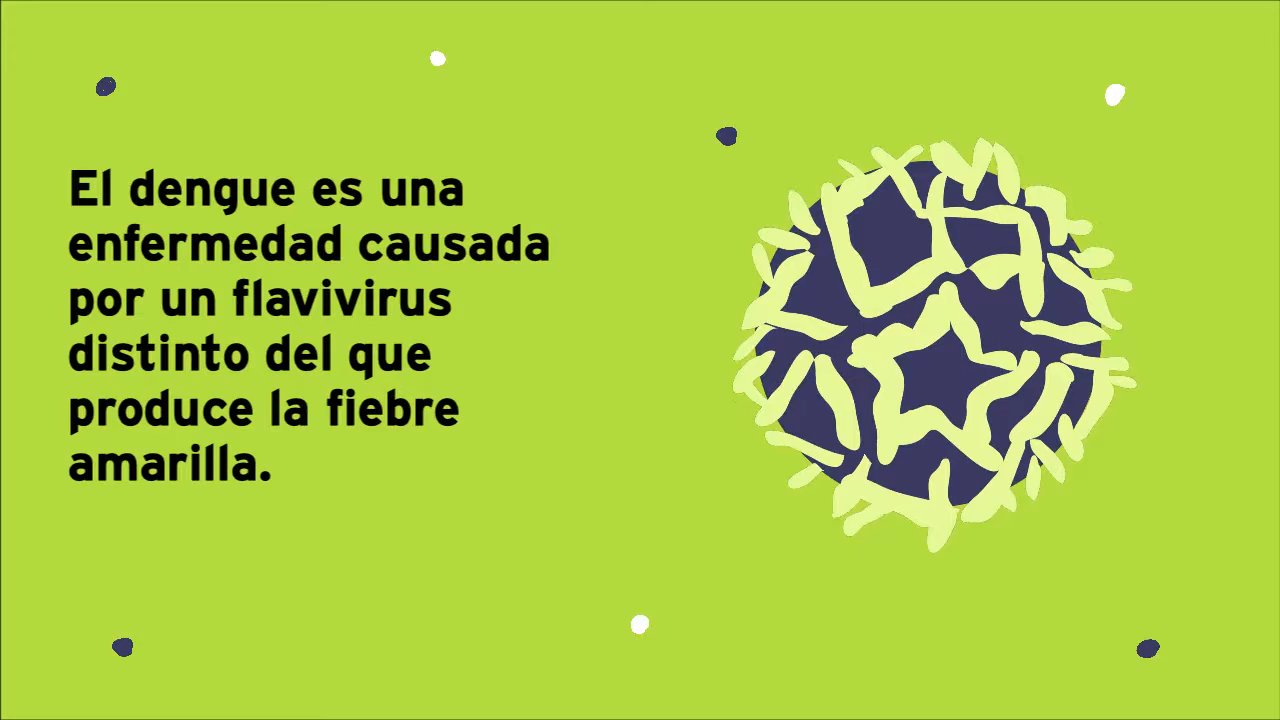 El dengue es una
enfermedad causada
por un flavivirus
distinto del que
produce la fiebre
amarilla.